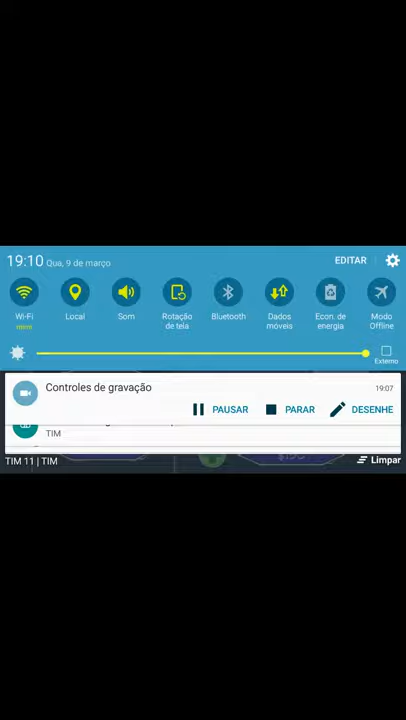 19:10 Qua, 9 de março
EDITAR
Wi-Fi
Local
Som
Rotação
de tela
Bluetooth
Dados
móveis
Econ. de
energia
Modo
Offline
Externo
Controles de gravação
19:07
PAUSAR
PARAR
DESENHE
TIM
TIM 11 | TIM
Limpar